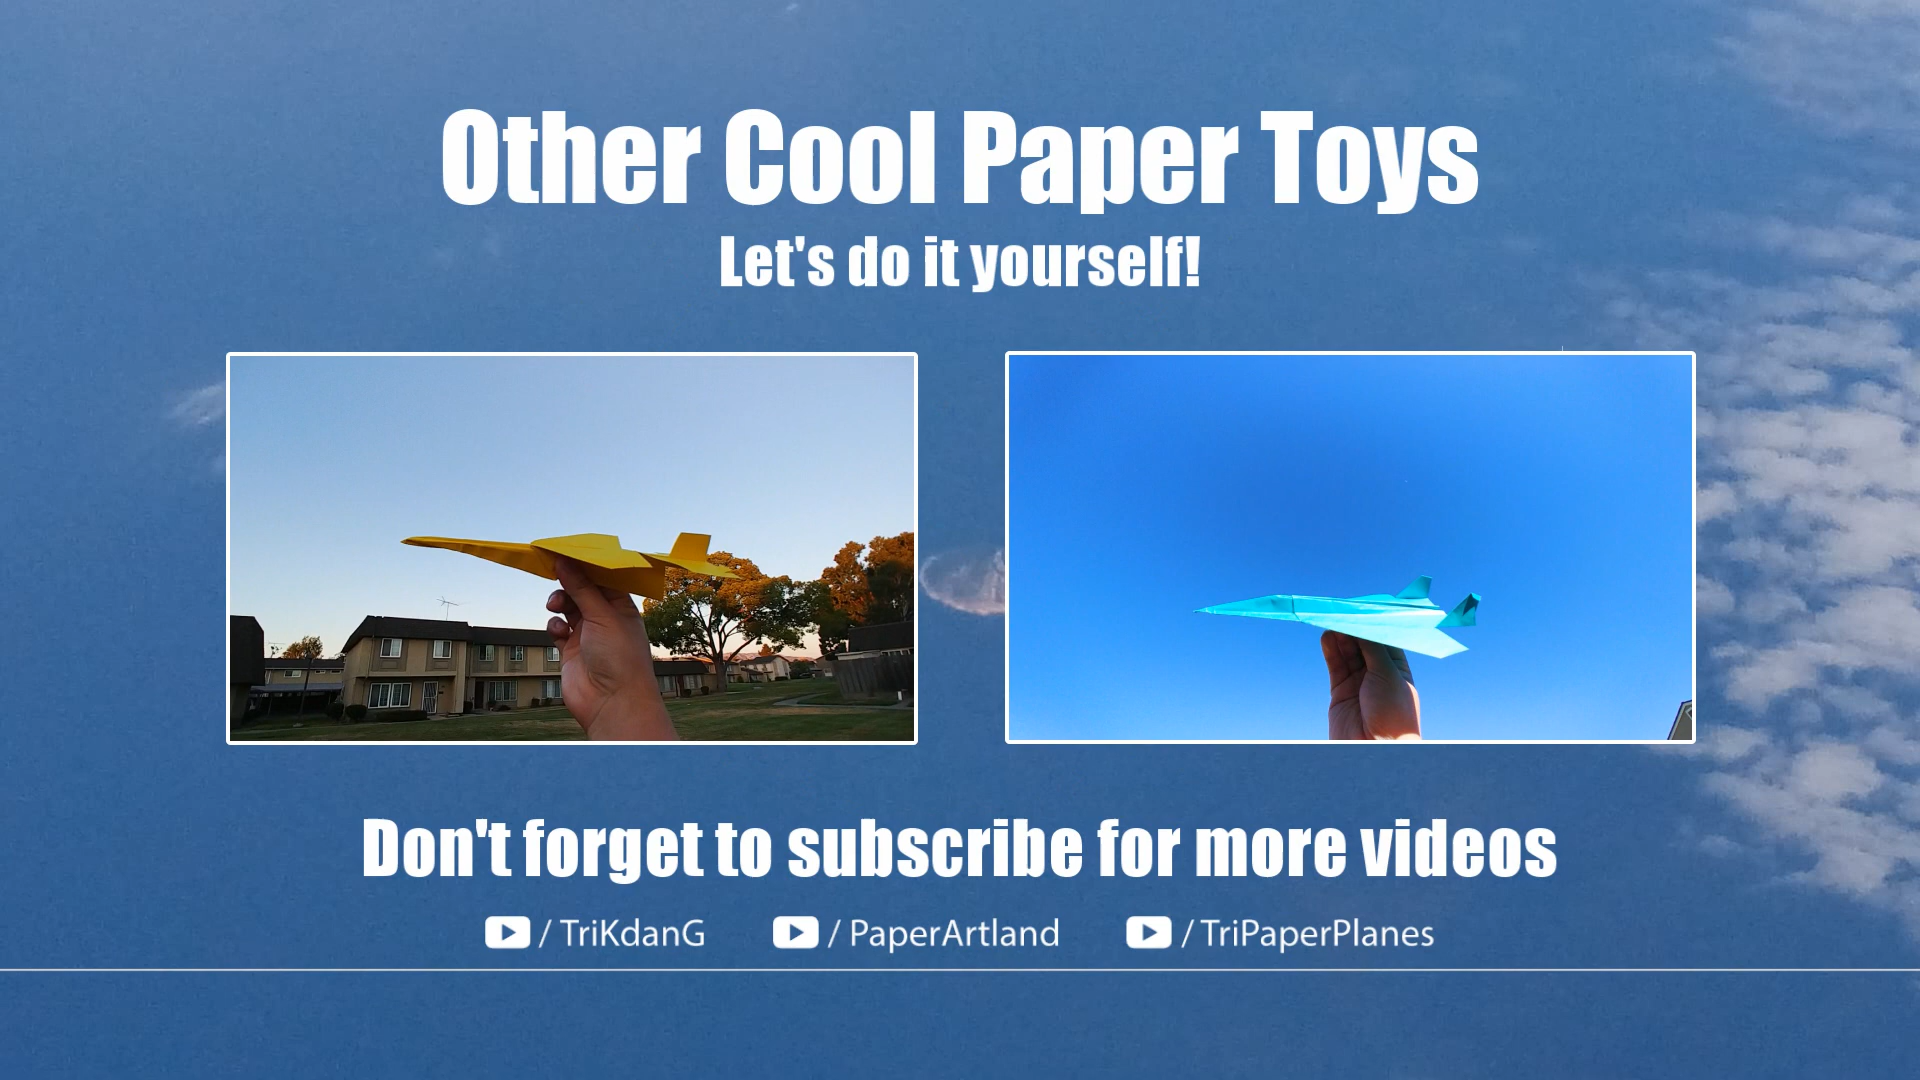 Other Cool Paper Toys
Let's do it yourself!
Don't forget to subscribe for more videos
/ TriKdanG / PaperArtland / TriPaperPlanes